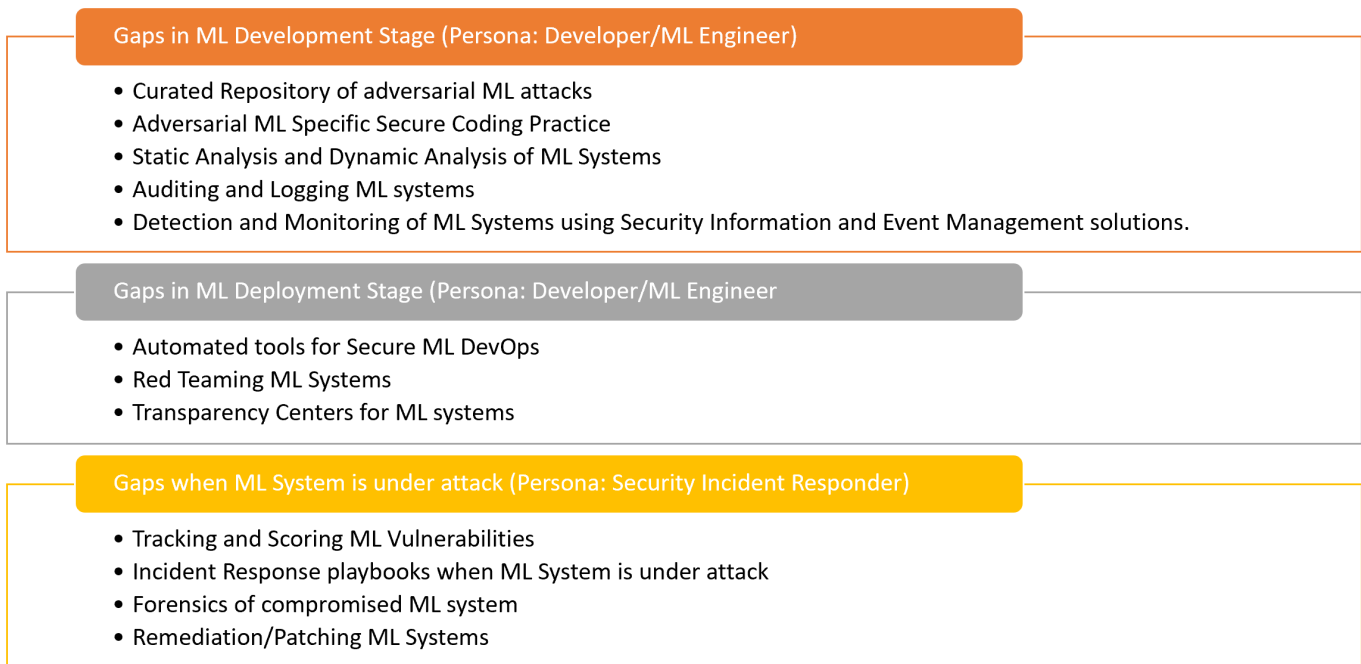 Gaps in ML Development Stage (Persona: Developer/ML Engineer)
• Curated Repository of adversarial ML attacks
• Adversarial ML Specific Secure Coding Practice
• Static Analysis and Dynamic Analysis of ML Systems
• Auditing and Logging ML systems
• Detection and Monitoring of ML Systems using Security Information and Event Management solutions.
Gaps in ML Deployment Stage (Persona: Developer/ML Engineer
• Automated tools for Secure ML DevOps
• Red Teaming ML Systems
• Transparency Centers for ML systems
Gaps when ML System is under attack (Persona: Security Incident Responder)
• Tracking and Scoring ML Vulnerabilities
• Incident Response playbooks when ML System is under attack
• Forensics of compromised ML system
• Remediation/Patching ML Systems